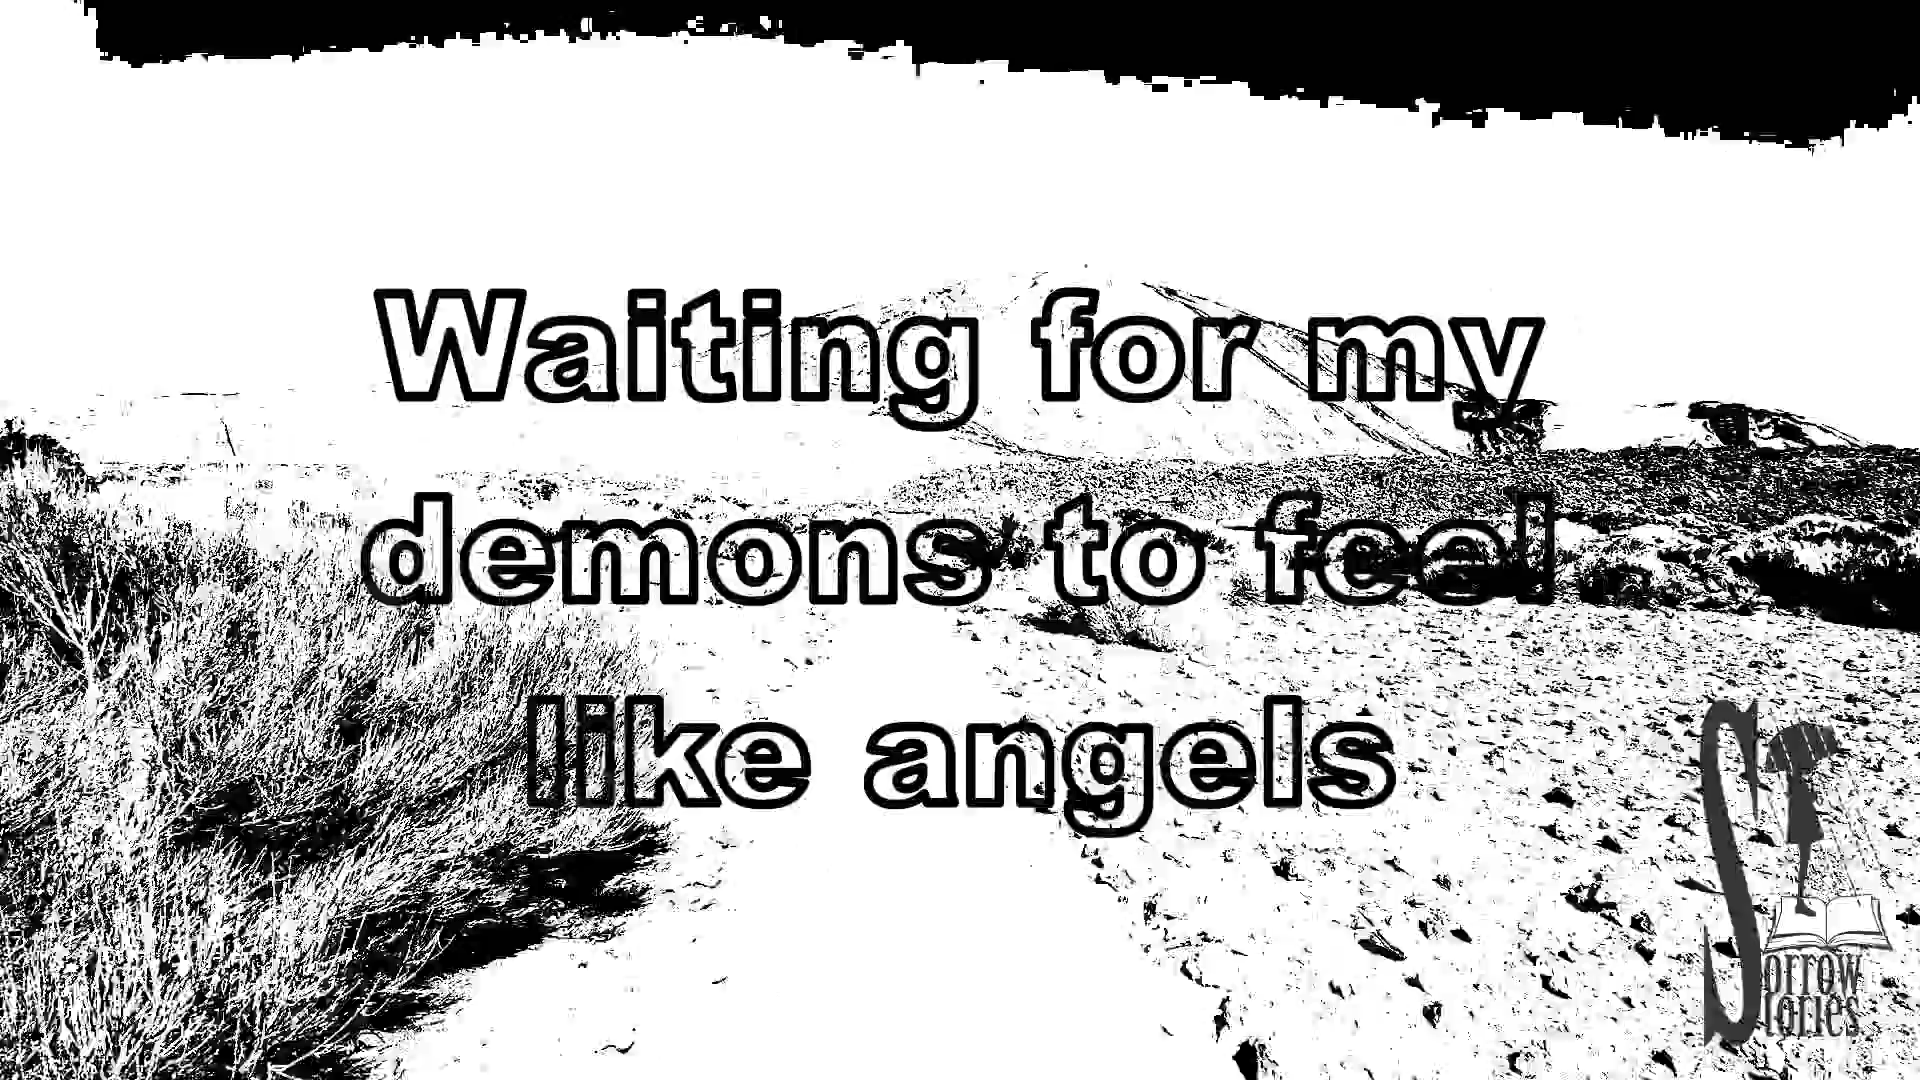 Waiting for my
demons to feel
like angels
Sorrow
Stories